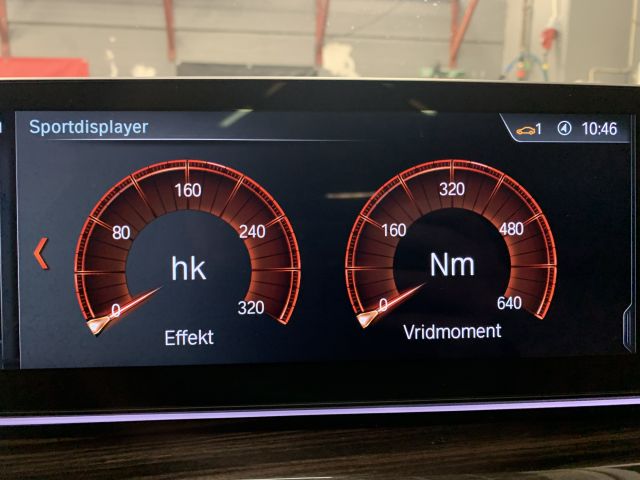 Sportdisplayer
1 10:46
160
80
240
hk
0
320
Effekt
320
160
480
Nm
0
640
Vridmoment